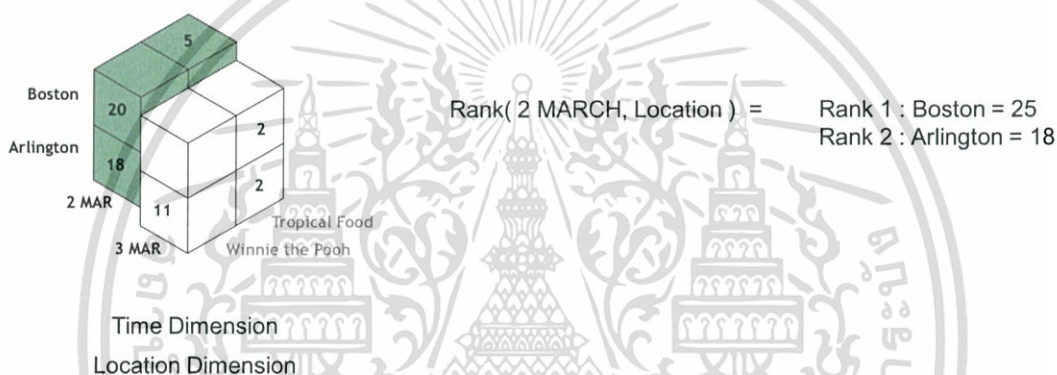 5
Boston
20
2
Arlington
18
2
2 MAR
11
Tropical Food
3 MAR
Winnie the Pooh
Rank( 2 MARCH, Location ) = Rank 1 : Boston = 25
Rank 2 : Arlington = 18
Time Dimension
Location Dimension